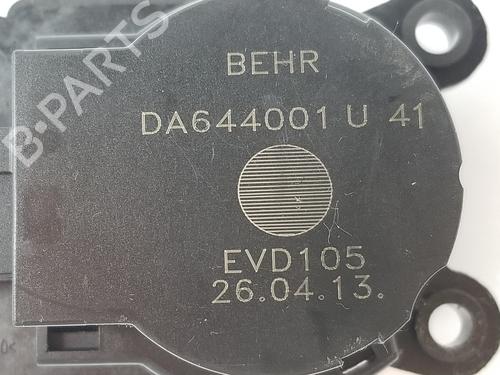 B-PARTS
BEHR
DA644001 U 41
EVD105
26.04.13.